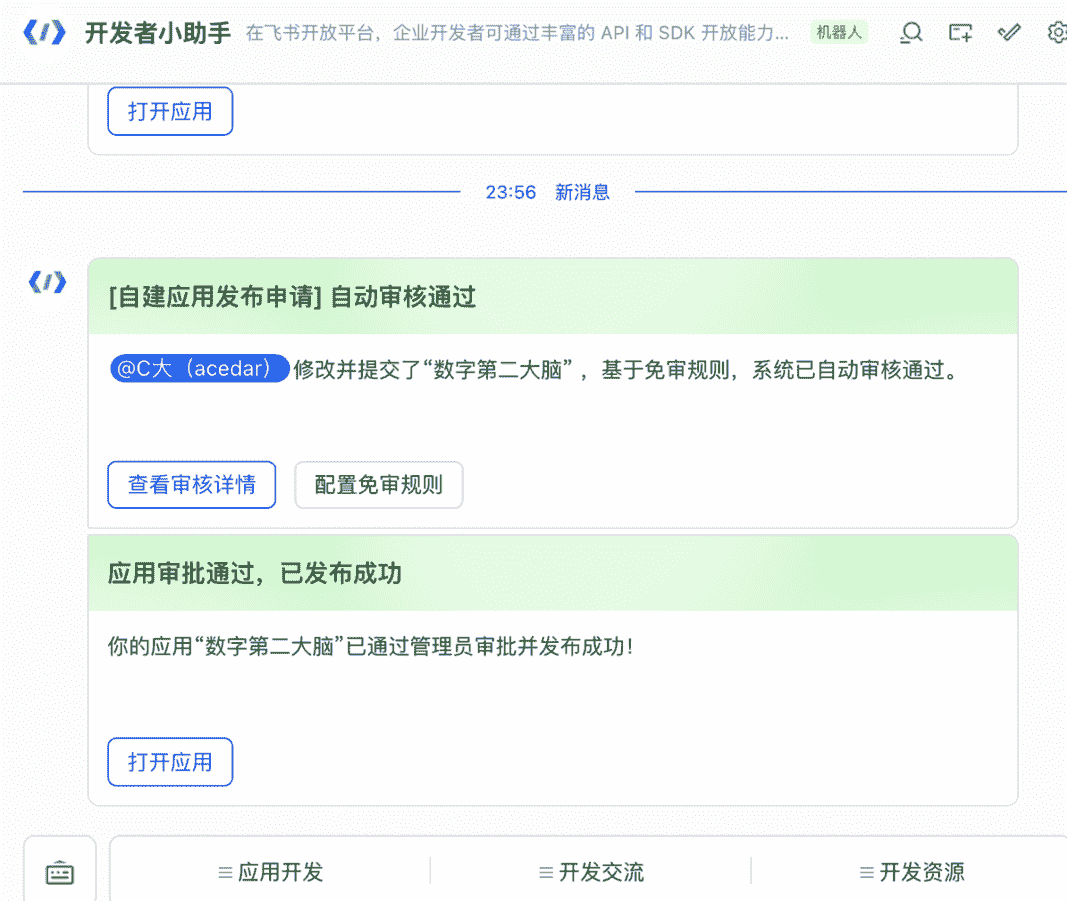 开发者小助手 在飞书开放平台，企业开发者可通过丰富的 API 和 SDK 开放能力... 机器人
打开应用
23:56 新消息
[自建应用发布申请] 自动审核通过
@C大（acedar）修改并提交了“数字第二大脑”，基于免审规则，系统已自动审核通过。
查看审核详情 配置免审规则
应用审批通过，已发布成功
你的应用“数字第二大脑”已通过管理员审批并发布成功！
打开应用
应用开发 开发交流 开发资源